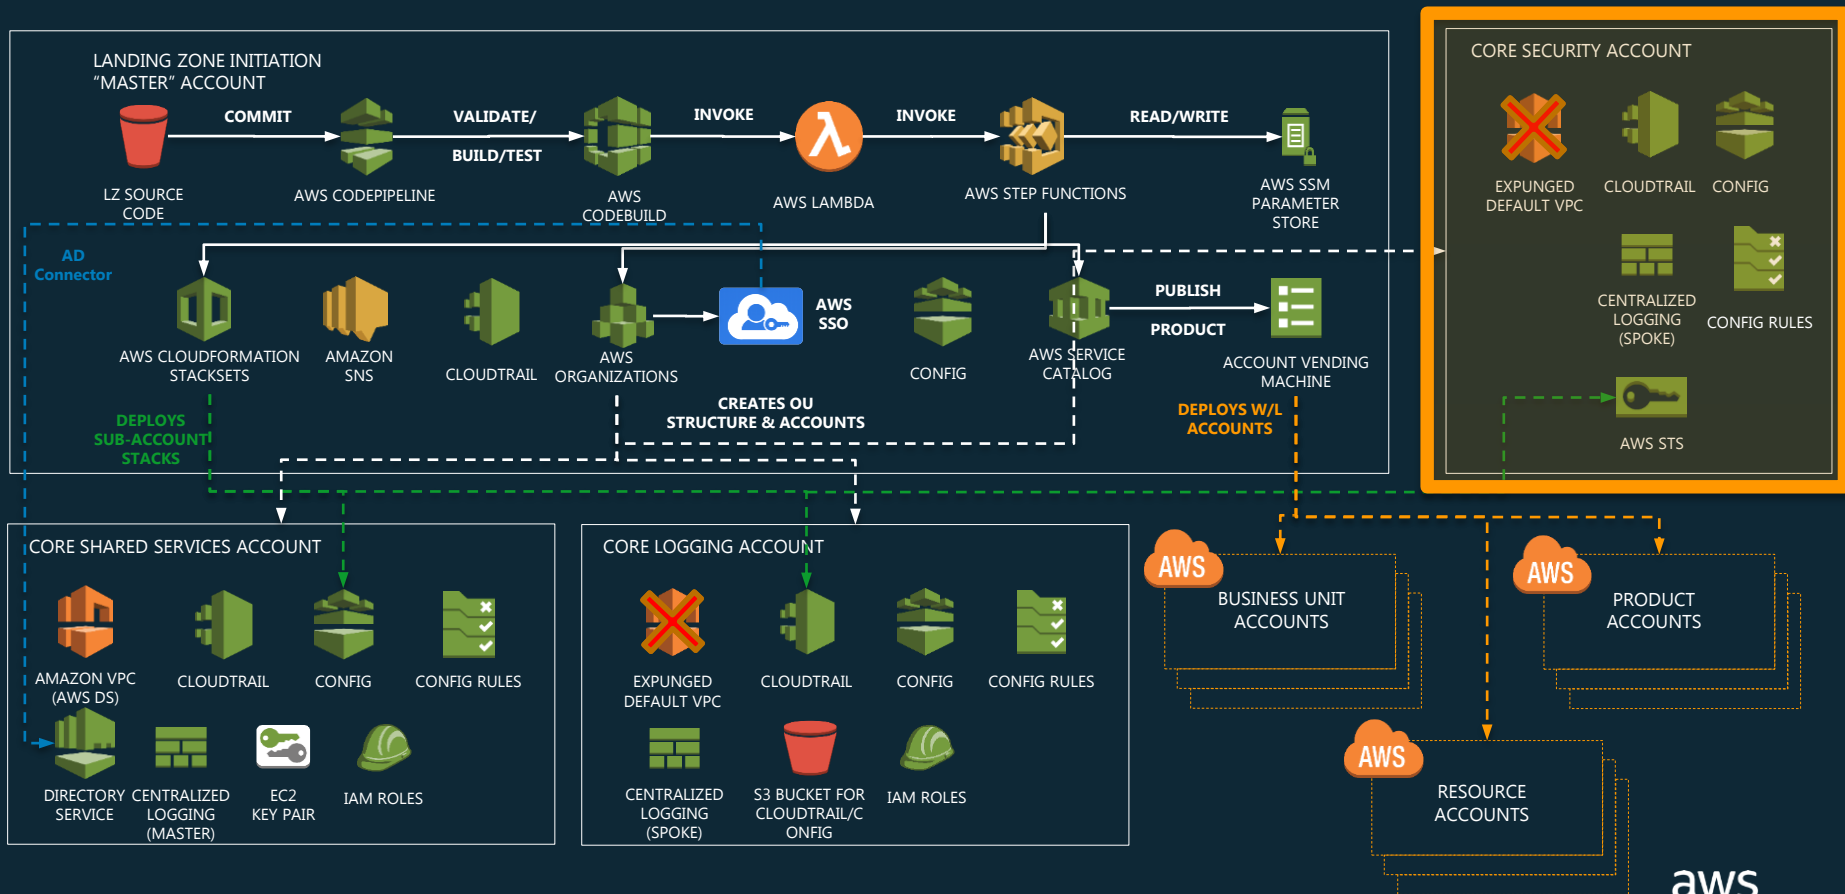 LANDING ZONE INITIATION
“MASTER” ACCOUNT
COMMIT
VALIDATE/
BUILD/TEST
INVOKE
INVOKE
READ/WRITE
LZ SOURCE
CODE
AWS CODEPIPELINE
AWS
CODEBUILD
AWS LAMBDA
AWS STEP FUNCTIONS
AWS SSM
PARAMETER
STORE
AD
Connector
AWS CLOUDFORMATION
STACKSETS
AMAZON
SNS
CLOUDTRAIL
AWS
ORGANIZATIONS
AWS
SSO
CONFIG
AWS SERVICE
CATALOG
PUBLISH
PRODUCT
ACCOUNT VENDING
MACHINE
DEPLOYS
SUB-ACCOUNT
STACKS
CREATES OU
STRUCTURE & ACCOUNTS
DEPLOYS W/L
ACCOUNTS
CORE SECURITY ACCOUNT
EXPUNGED
DEFAULT VPC
CLOUDTRAIL
CONFIG
CENTRALIZED
LOGGING
(SPOKE)
CONFIG RULES
AWS STS
CORE SHARED SERVICES ACCOUNT
AMAZON VPC
(AWS DS)
CLOUDTRAIL
CONFIG
CONFIG RULES
DIRECTORY
SERVICE
CENTRALIZED
LOGGING
(MASTER)
EC2
KEY PAIR
IAM ROLES
CORE LOGGING ACCOUNT
EXPUNGED
DEFAULT VPC
CLOUDTRAIL
CONFIG
CONFIG RULES
CENTRALIZED
LOGGING
(SPOKE)
S3 BUCKET FOR
CLOUDTRAIL/C
ONFIG
IAM ROLES
AWS
BUSINESS UNIT
ACCOUNTS
AWS
PRODUCT
ACCOUNTS
AWS
RESOURCE
ACCOUNTS
aws